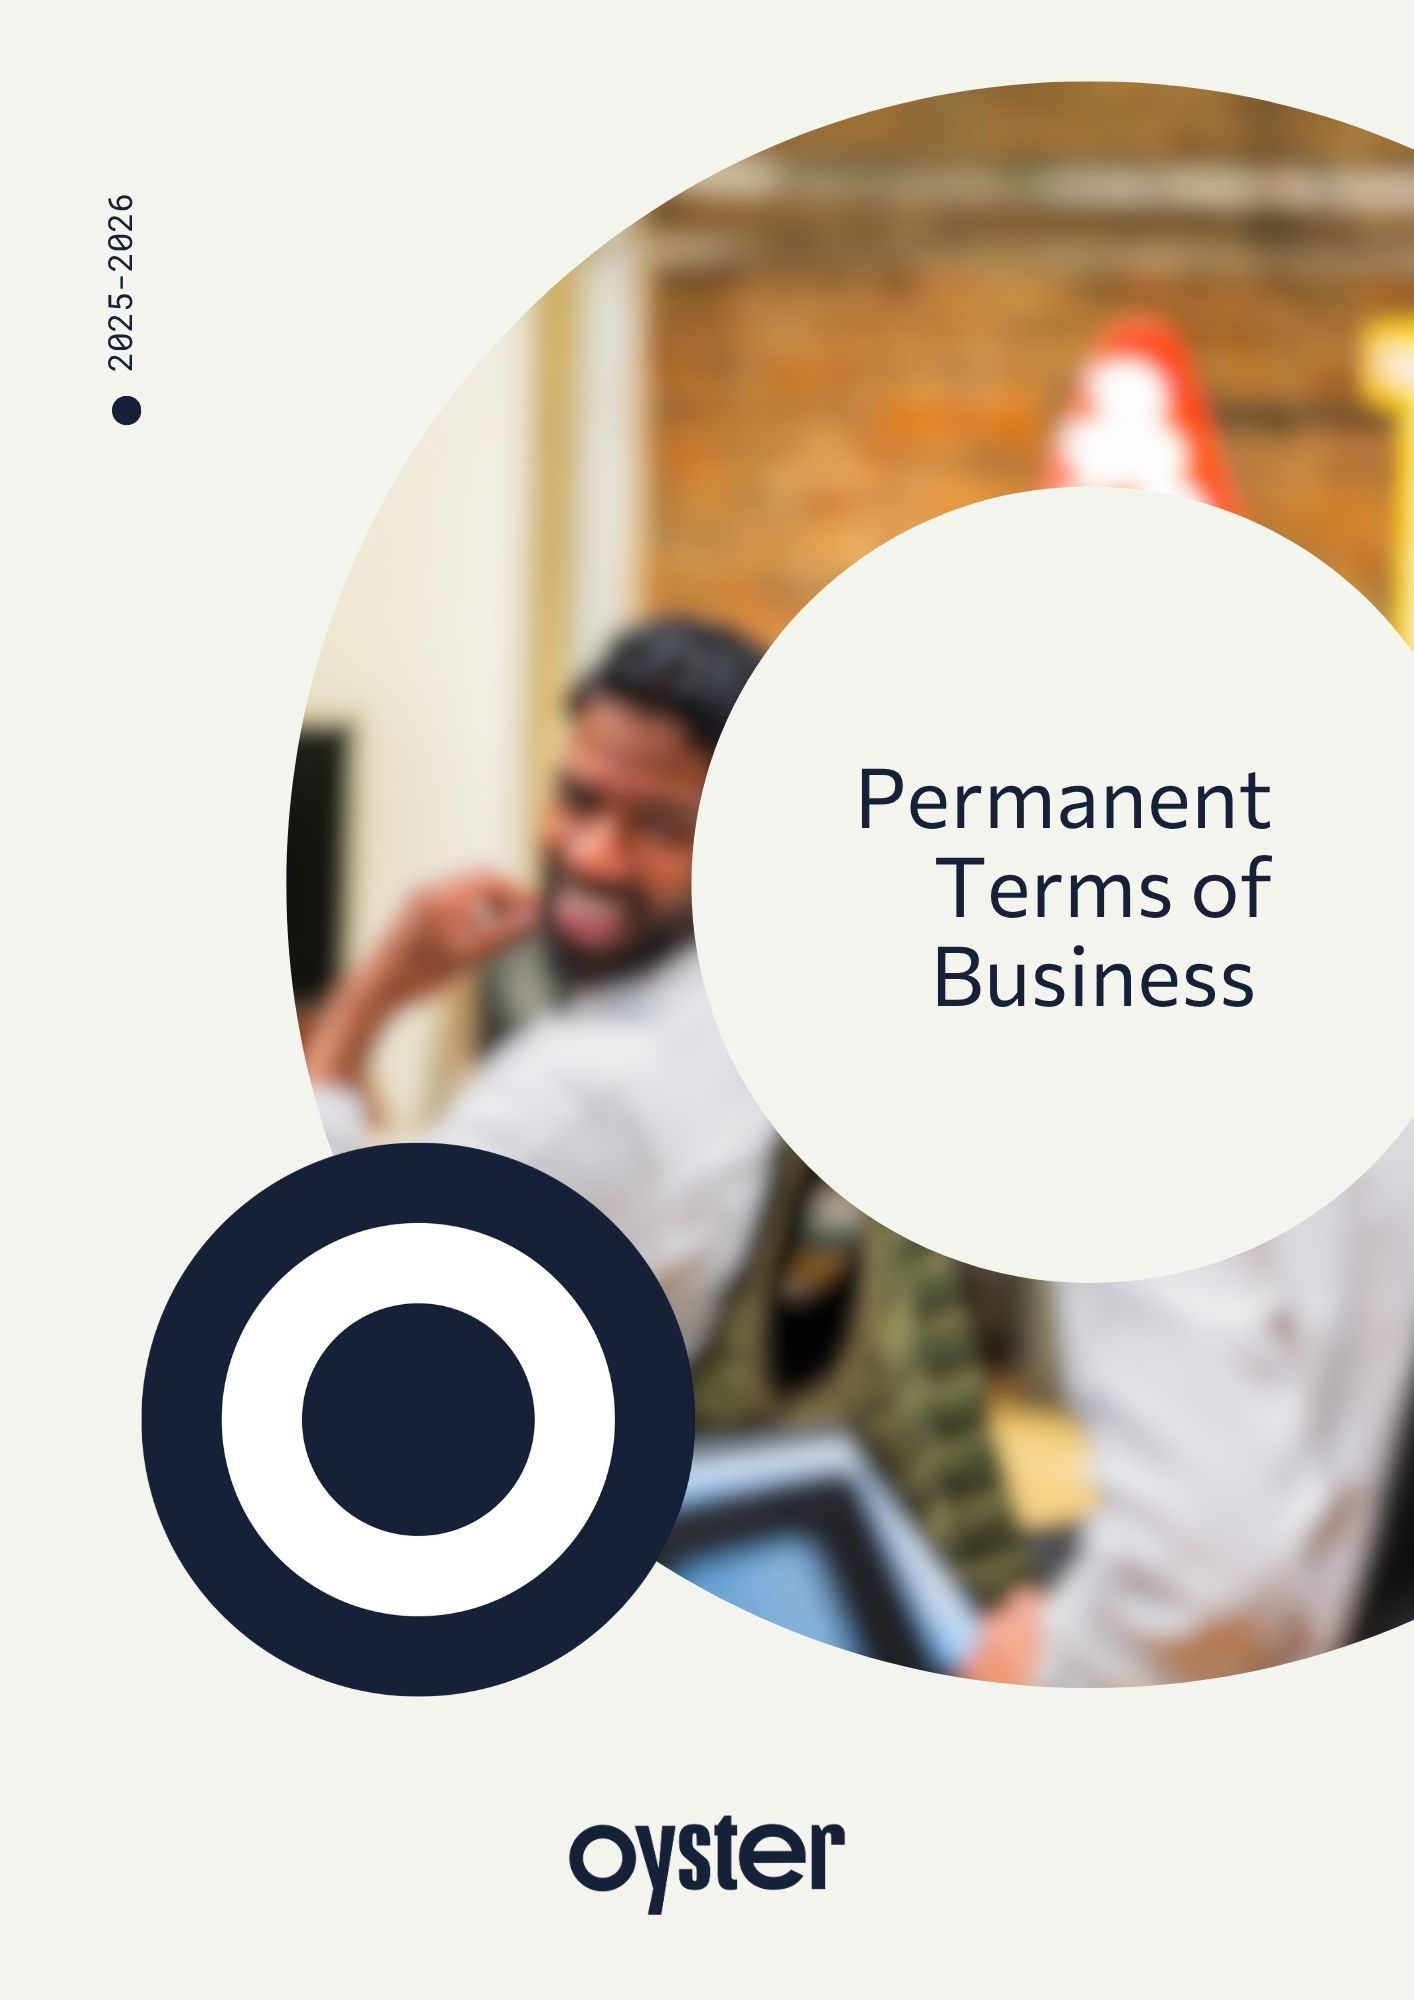 2025-2026
Permanent
Terms of
Business
oyster